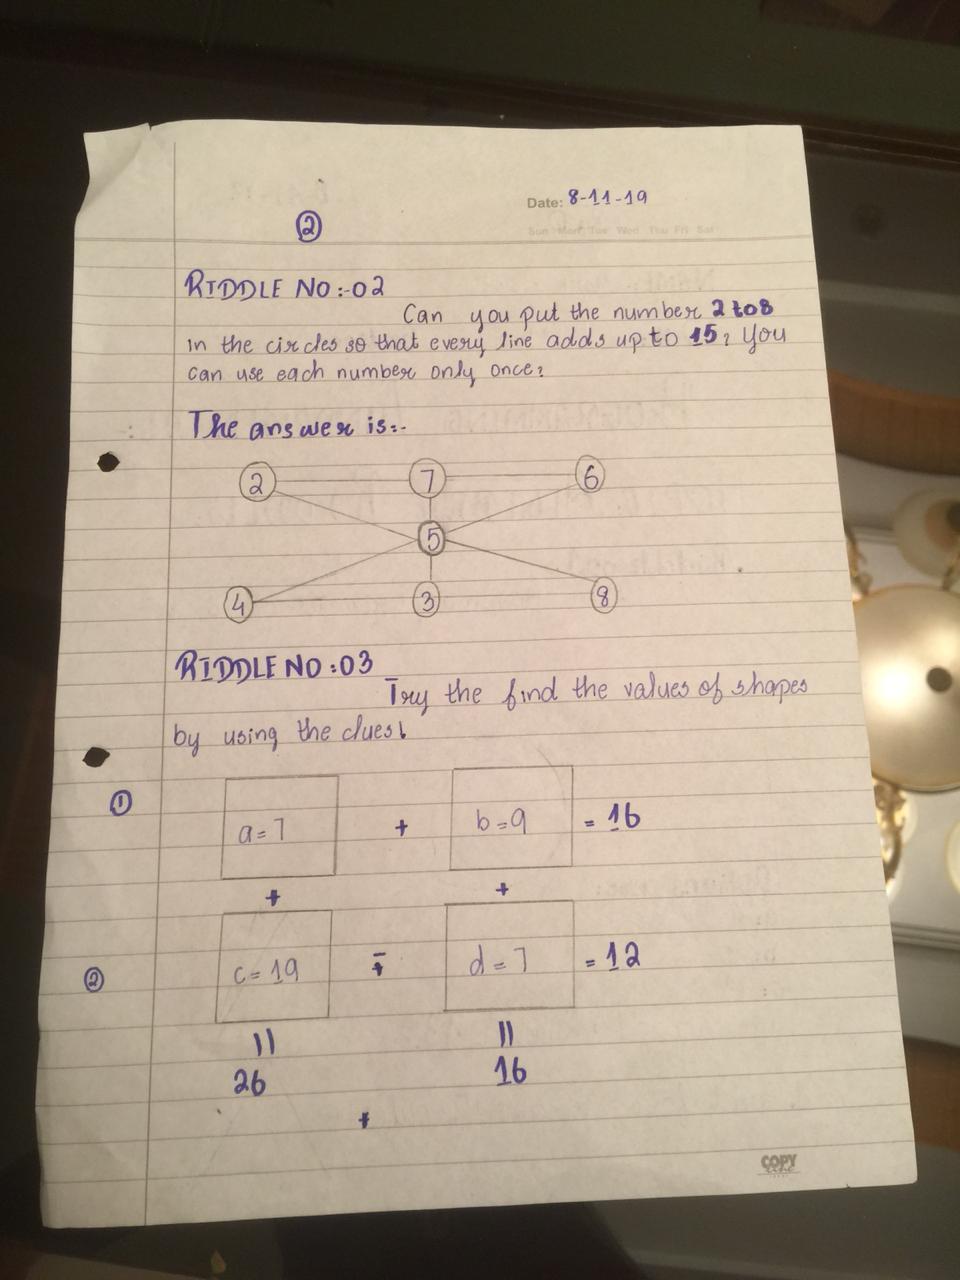 Date: 8-11-19
2
Sun Mon Tue Wed Thu Fri Sat
RIDDLE NO:-02
Can you put the number 2 to 8
in the circles so that every line adds up to 15? You
can use each number only once?
The answer is:-
2 7 6
5
4 3 8
RIDDLE NO:03
Try the find the values of shapes
by using the clues!
1 a=7 + b=9 = 16
+ +
2 c=19 - d=7 = 12
|| ||
26 16
+
COPY